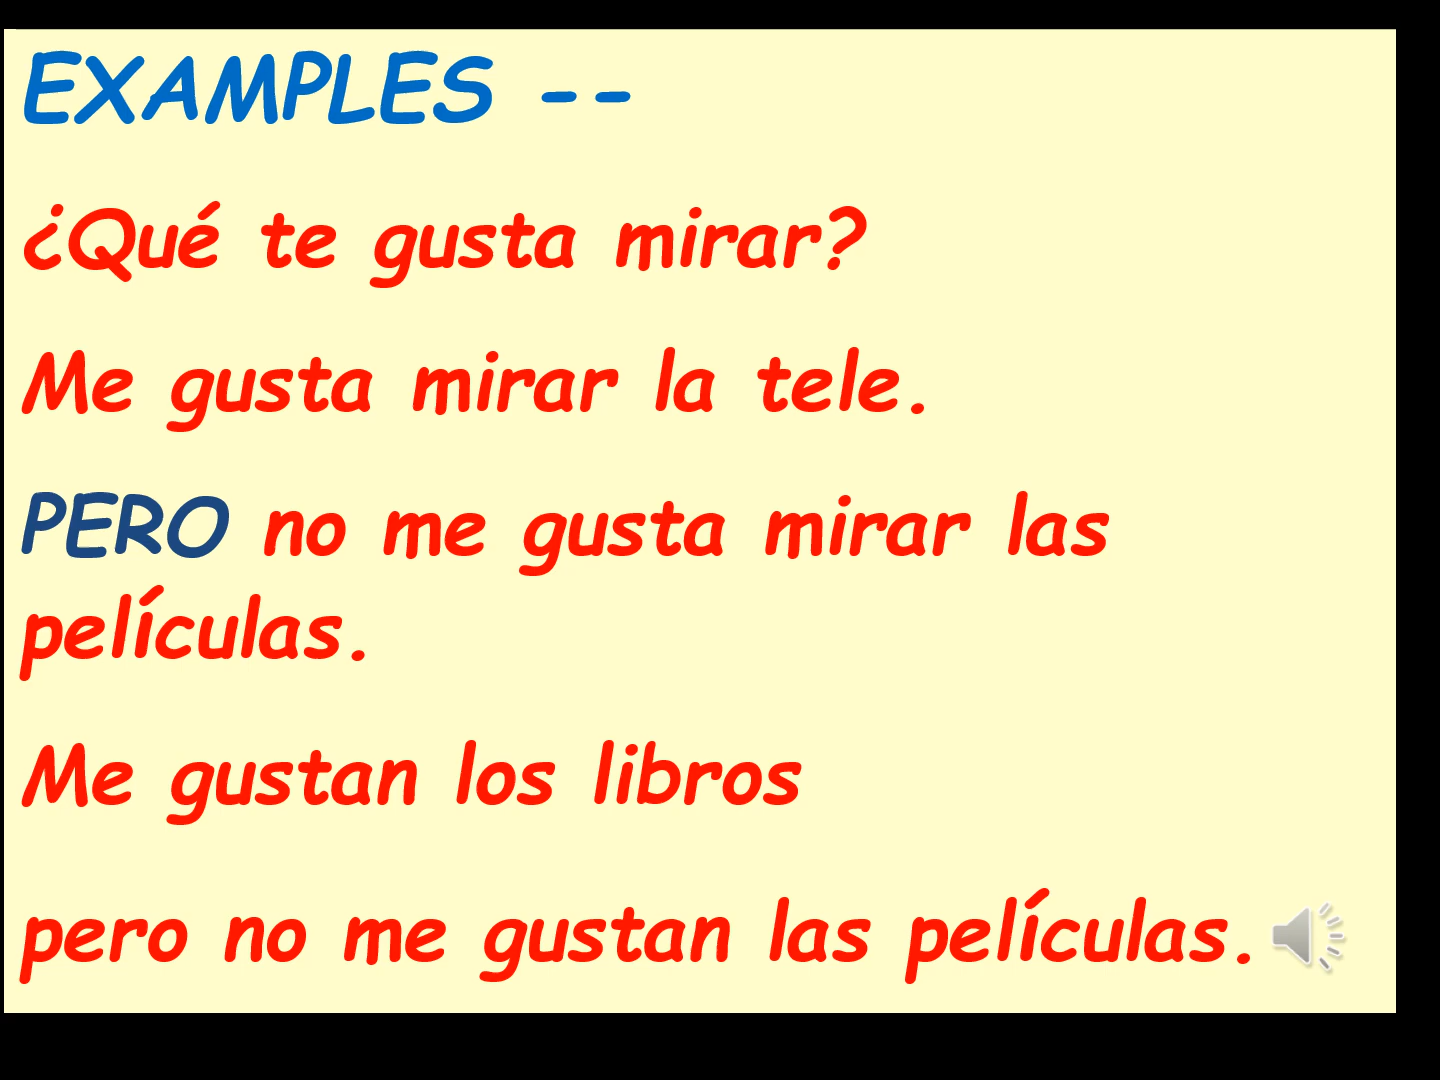 EXAMPLES --
¿Qué te gusta mirar?
Me gusta mirar la tele.
PERO no me gusta mirar las
películas.
Me gustan los libros
pero no me gustan las películas.